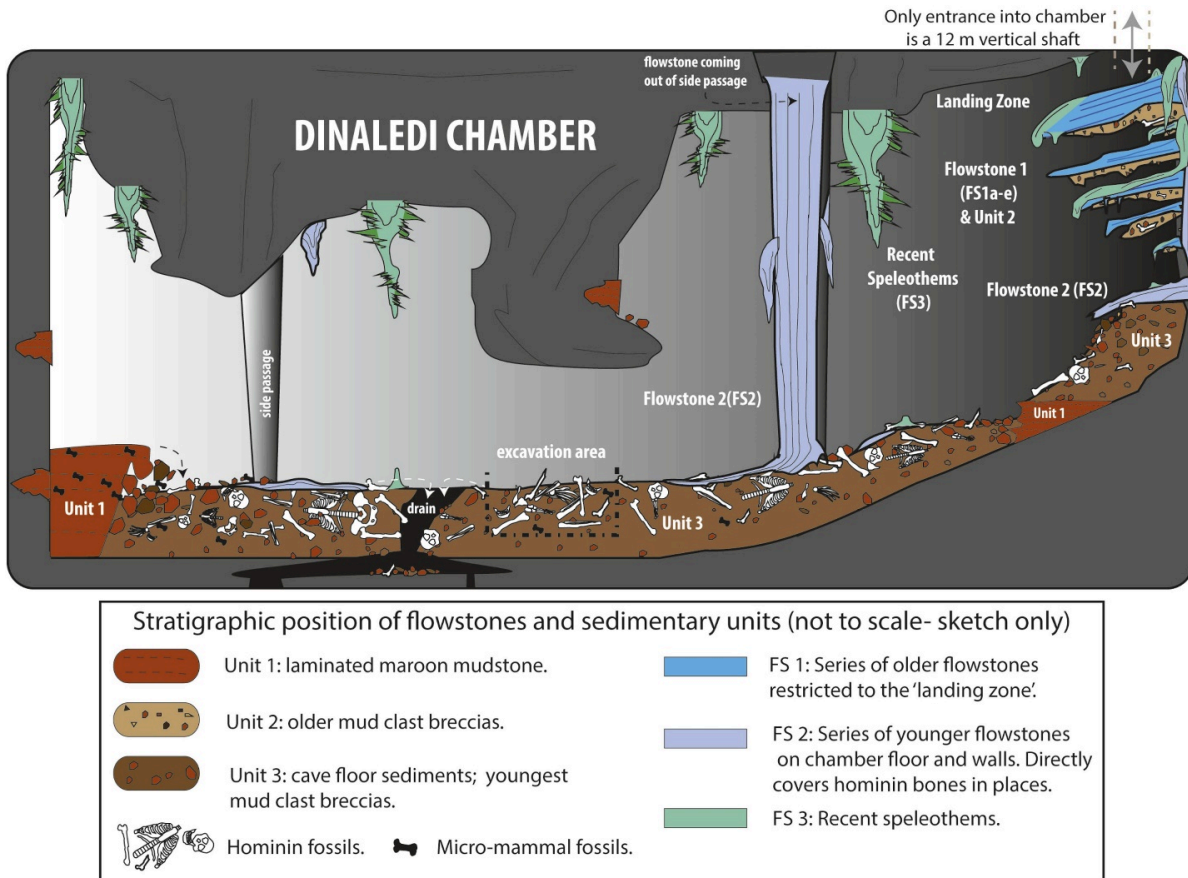 Only entrance into chamber
is a 12 m vertical shaft
flowstone coming
out of side passage
Landing Zone
DINALEDI CHAMBER
Flowstone 1
(FS1a-e)
& Unit 2
Recent
Speleothems
(FS3)
Flowstone 2 (FS2)
Unit 3
side passage
Flowstone 2(FS2)
Unit 1
excavation area
Unit 1
drain
Unit 3
Stratigraphic position of flowstones and sedimentary units (not to scale- sketch only)
Unit 1: laminated maroon mudstone.
Unit 2: older mud clast breccias.
Unit 3: cave floor sediments; youngest
mud clast breccias.
Hominin fossils.
Micro-mammal fossils.
FS 1: Series of older flowstones
restricted to the ‘landing zone’.
FS 2: Series of younger flowstones
on chamber floor and walls. Directly
covers hominin bones in places.
FS 3: Recent speleothems.